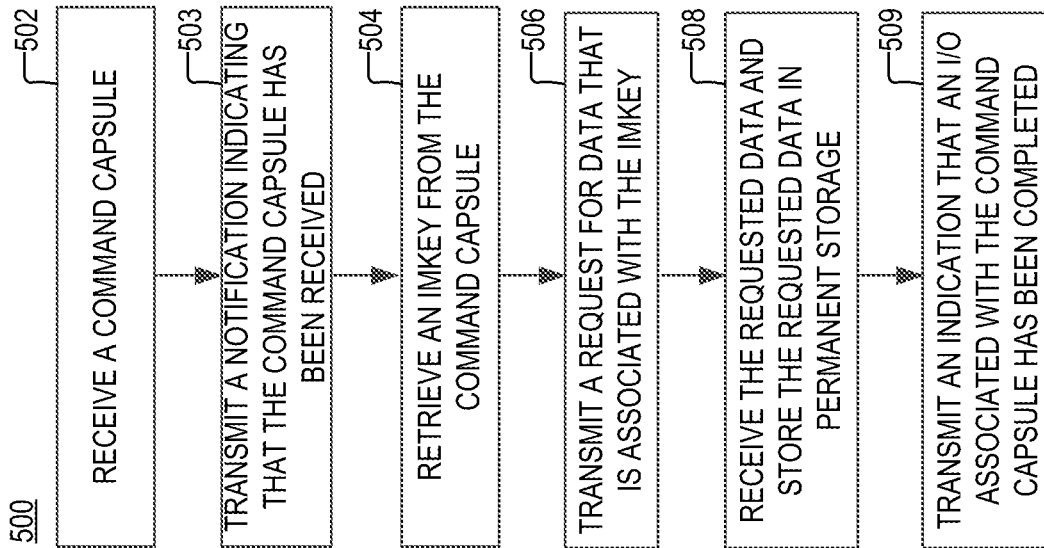 500
502
RECEIVE A COMMAND CAPSULE
503
TRANSMIT A NOTIFICATION INDICATING
THAT THE COMMAND CAPSULE HAS
BEEN RECEIVED
504
RETRIEVE AN IMKEY FROM THE
COMMAND CAPSULE
506
TRANSMIT A REQUEST FOR DATA THAT
IS ASSOCIATED WITH THE IMKEY
508
RECEIVE THE REQUESTED DATA AND
STORE THE REQUESTED DATA IN
PERMANENT STORAGE
509
TRANSMIT AN INDICATION THAT AN I/O
ASSOCIATED WITH THE COMMAND
CAPSULE HAS BEEN COMPLETED